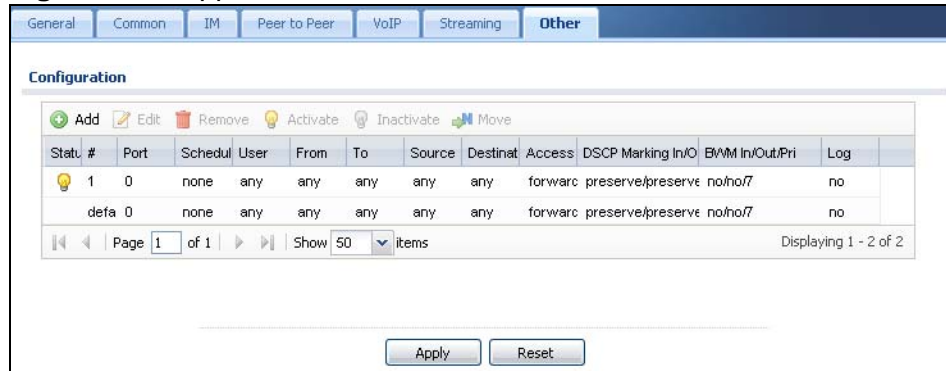 General Common IM Peer to Peer VoIP Streaming Other
Configuration
Add Edit Remove Activate Inactivate Move
Statu # Port Schedul User From To Source Destinat Access DSCP Marking In/O BWM In/Out/Pri Log
1 0 none any any any any any forwarc preserve/preserve no/no/7 no
defa 0 none any any any any any forwarc preserve/preserve no/no/7 no
Page 1 of 1 Show 50 items Displaying 1 - 2 of 2
Apply Reset